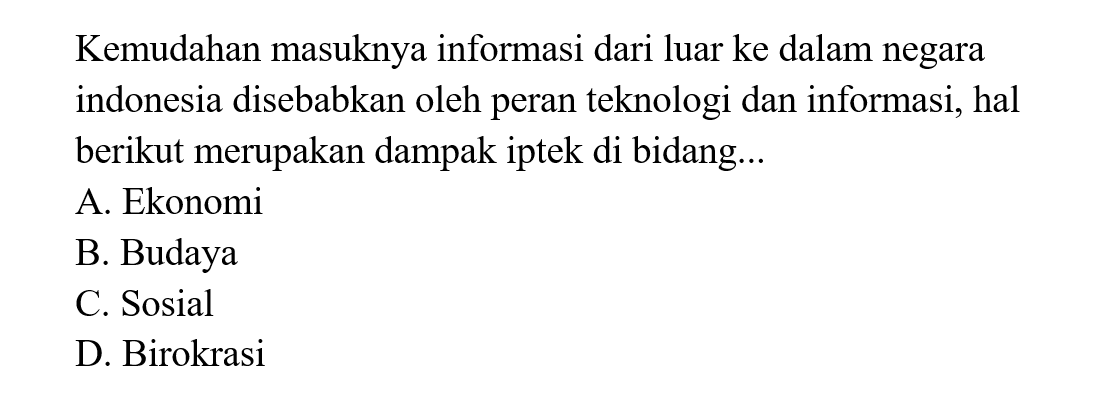 Kemudahan masuknya informasi dari luar ke dalam negara
indonesia disebabkan oleh peran teknologi dan informasi, hal
berikut merupakan dampak iptek di bidang...
A. Ekonomi
B. Budaya
C. Sosial
D. Birokrasi